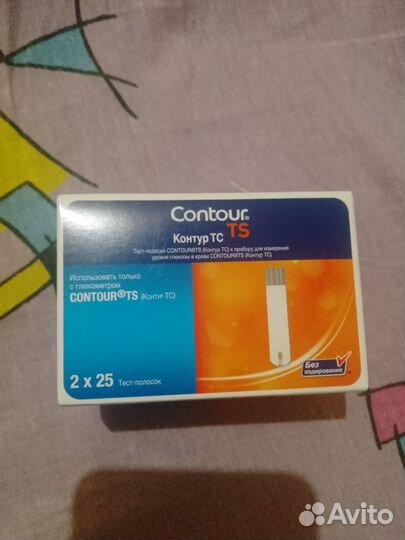 Contour®
TS
Контур ТС
Тест-полоски CONTOUR®TS (Контур ТС) к прибору для измерения
уровня глюкозы в крови CONTOUR®TS (Контур ТС)
Использовать только
с глюкометром
CONTOUR®TS (Контур ТС)
2 x 25 Тест-полосок
Без
кодирования
Avito